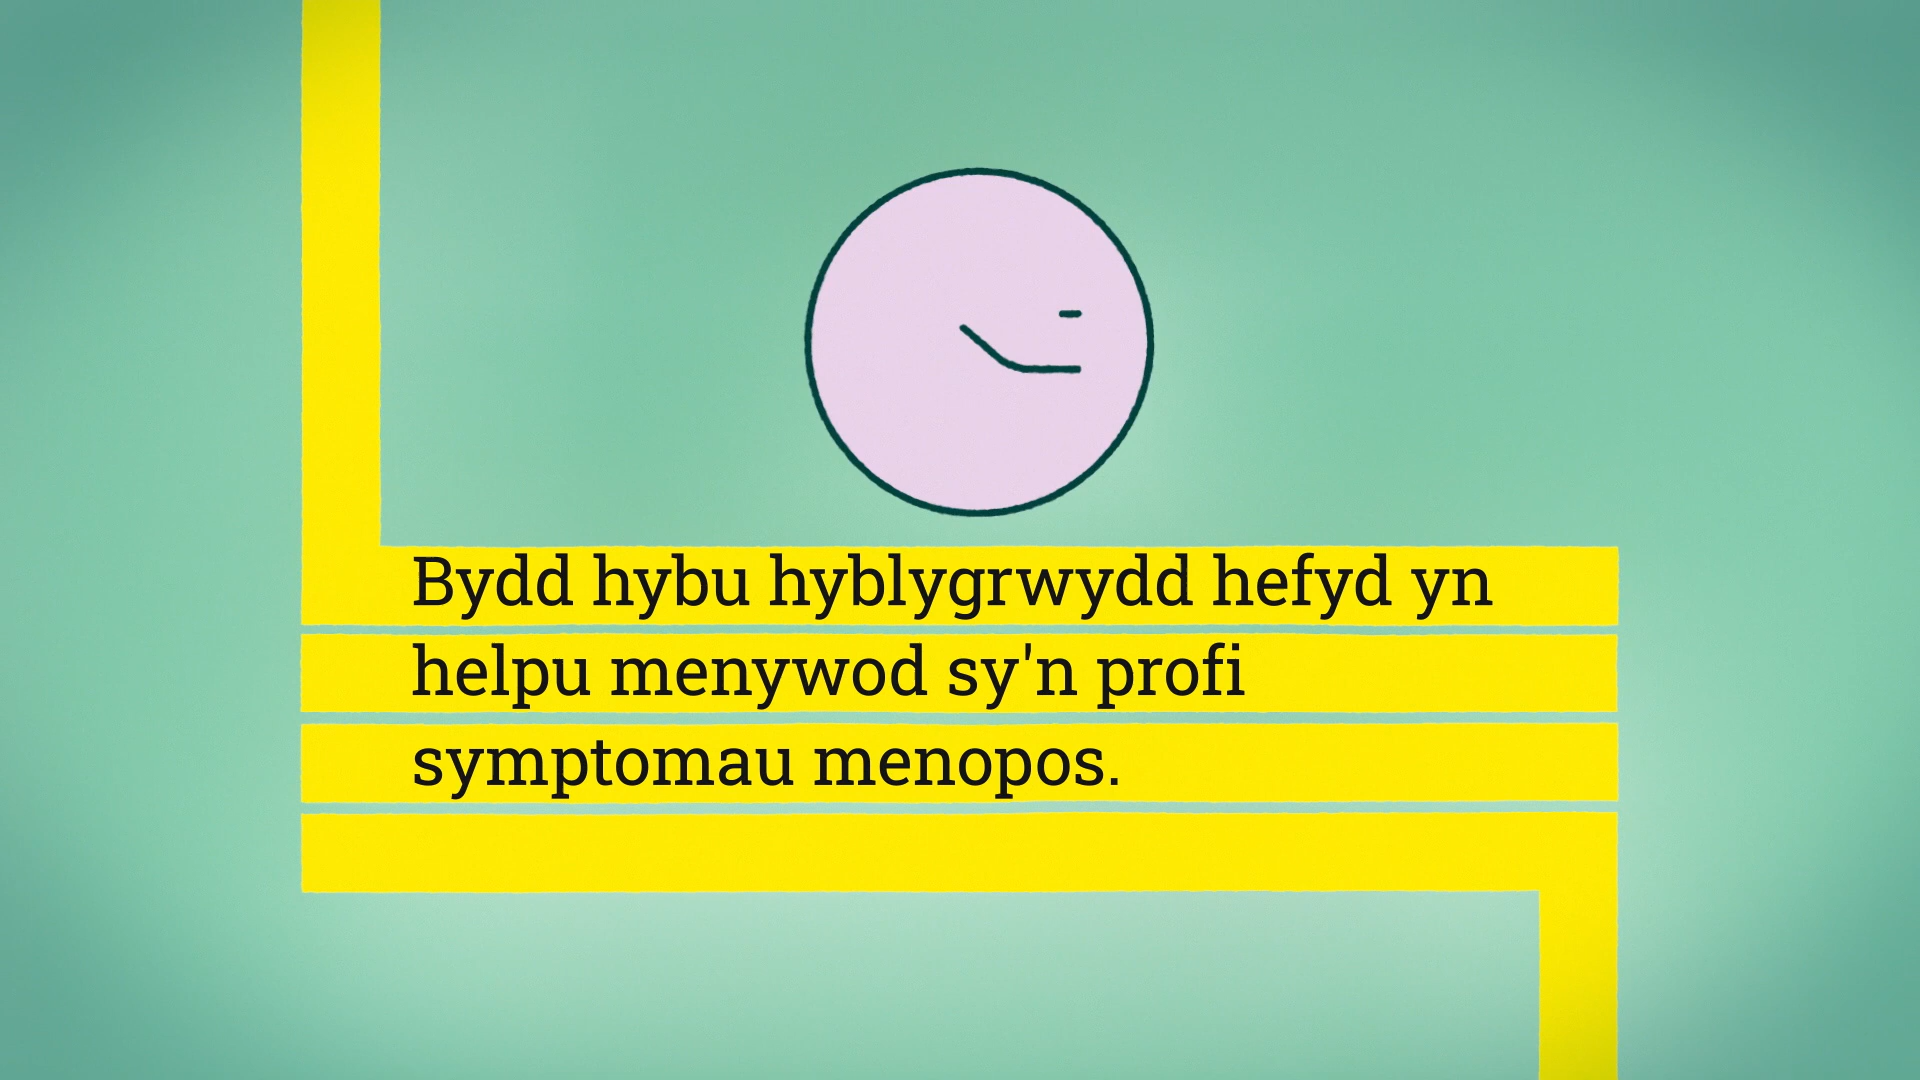 Bydd hybu hyblygrwydd hefyd yn
helpu menywod sy'n profi
symptomau menopos.